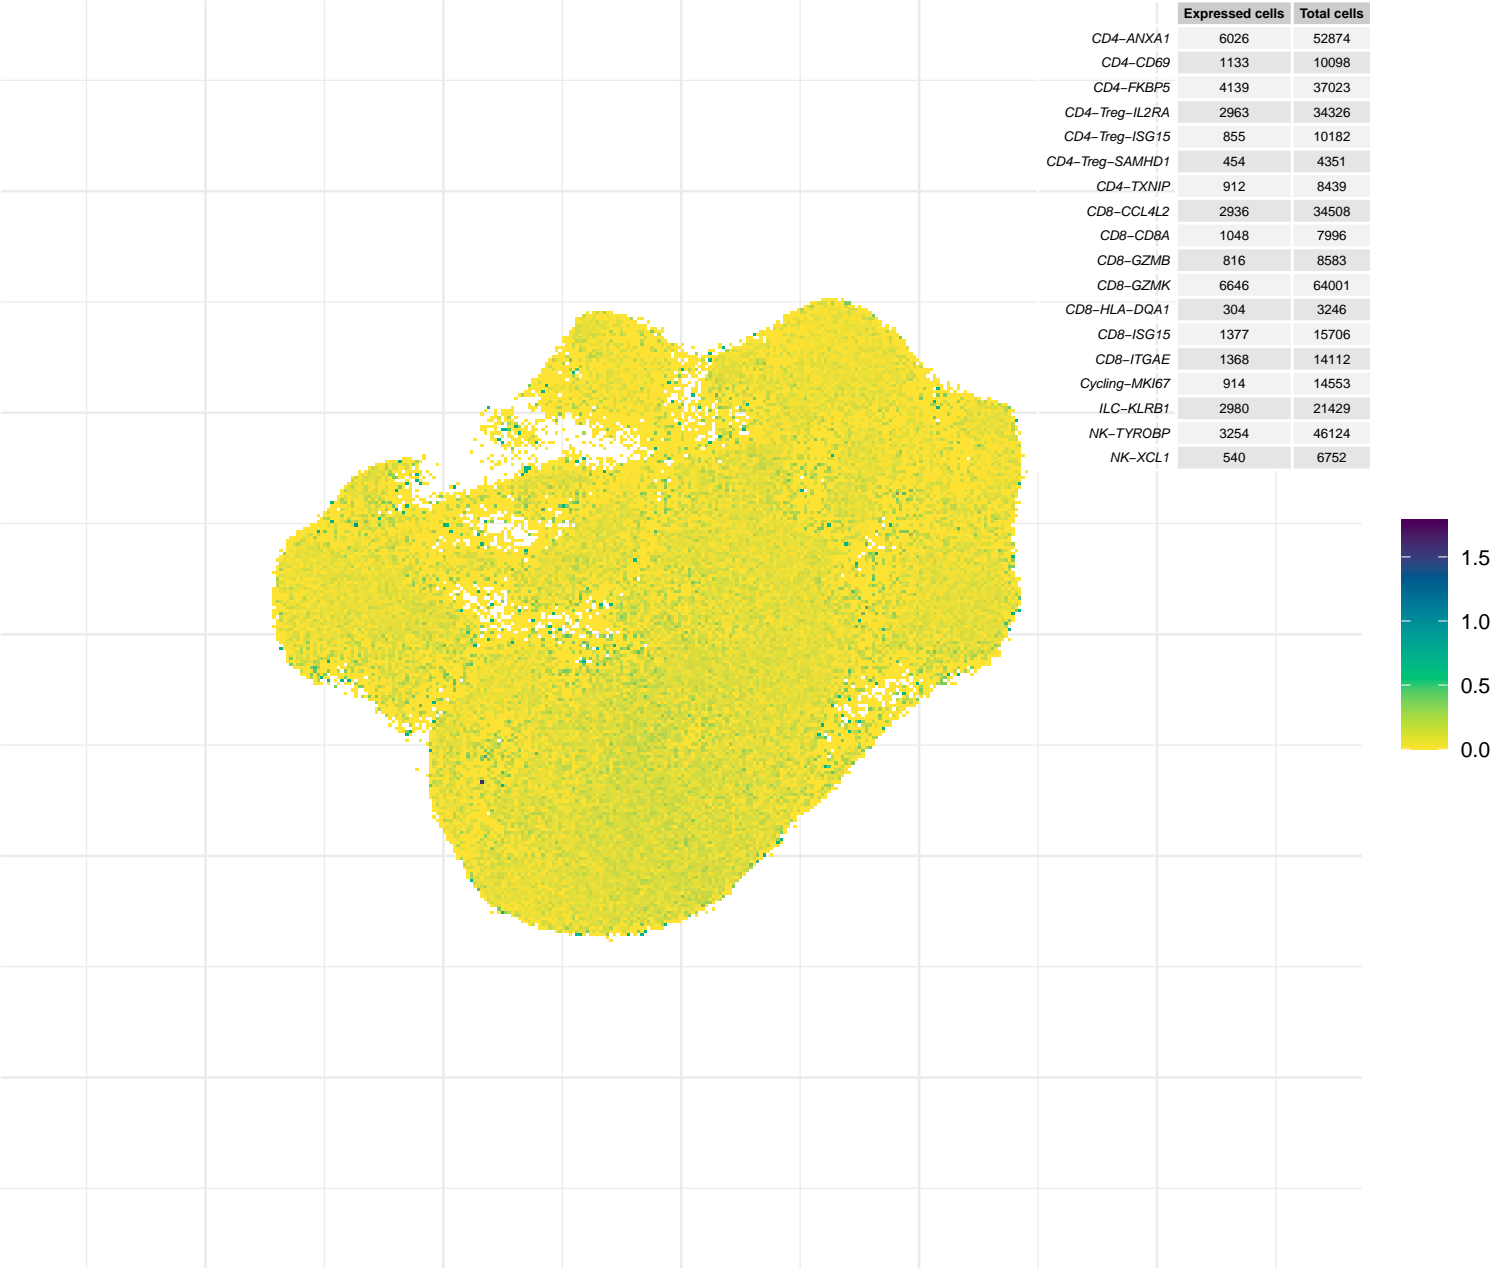 Expressed cells Total cells
CD4−ANXA1 6026 52874
CD4−CD69 1133 10098
CD4−FKBP5 4139 37023
CD4−Treg−IL2RA 2963 34326
CD4−Treg−ISG15 855 10182
CD4−Treg−SAMHD1 454 4351
CD4−TXNIP 912 8439
CD8−CCL4L2 2936 34508
CD8−CD8A 1048 7996
CD8−GZMB 816 8583
CD8−GZMK 6646 64001
CD8−HLA−DQA1 304 3246
CD8−ISG15 1377 15706
CD8−ITGAE 1368 14112
Cycling−MKI67 914 14553
ILC−KLRB1 2980 21429
NK−TYROBP 3254 46124
NK−XCL1 540 6752
1.5
1.0
0.5
0.0